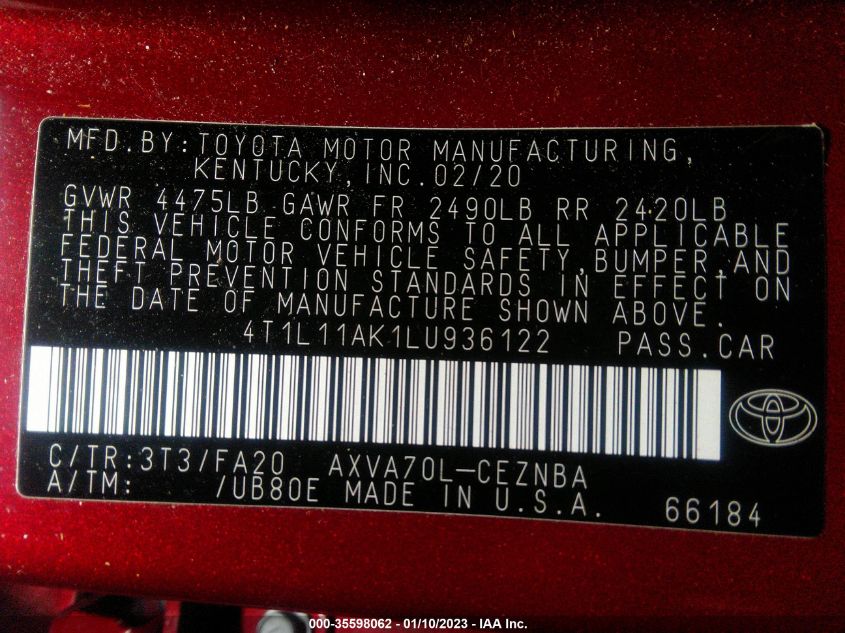 MFD.BY:TOYOTA MOTOR MANUFACTURING,
KENTUCKY, INC. 02/20
GVWR 4475LB GAWR FR 2490LB RR 2420LB
THIS VEHICLE CONFORMS TO ALL APPLICABLE
FEDERAL MOTOR VEHICLE SAFETY, BUMPER, AND
THEFT PREVENTION STANDARDS IN EFFECT ON
THE DATE OF MANUFACTURE SHOWN ABOVE.
4T1L11AK1LU936122 PASS.CAR
C/TR:3T3/FA20 AXVA70L-CEZNBA
A/TM: /UB80E MADE IN U.S.A. 66184
000-35598062 - 01/10/2023 - IAA Inc.